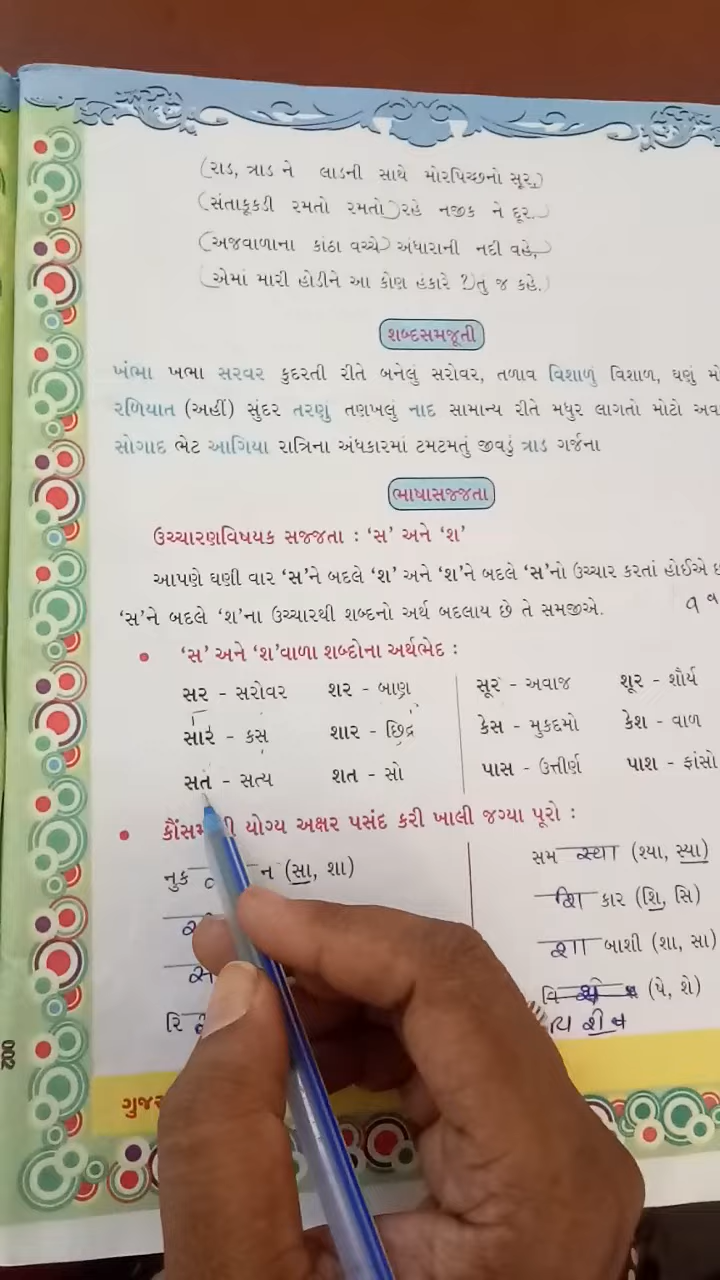 (રાડ, ત્રાડ ને લાડની સાથે મોરપિચ્છનો સૂર,)
(સંતાકૂકડી રમતો રમતો) રહે નજીક ને દૂર.
(અજવાળાના કાંઠા વચ્ચે) અંધારાની નદી વહે,
(એમાં મારી હોડીને આ કોણ હંકારે ?) તું જ કહે.)
શબ્દસમજૂતી
ખંભા ખભા સરવર કુદરતી રીતે બનેલું સરોવર, તળાવ વિશાળું વિશાળ, ઘણું
રળિયાત (અહીં) સુંદર તરણું તણખલું નાદ સામાન્ય રીતે મધુર લાગતો મોટો
સોગાદ ભેટ આગિયા રાત્રિના અંધકારમાં ટમટમતું જીવડું ત્રાડ ગર્જના
ભાષાસજ્જતા
ઉચ્ચારણવિષયક સજ્જતા : ‘સ’ અને ‘શ’
આપણે ઘણી વાર ‘સ’ને બદલે ‘શ’ અને ‘શ’ને બદલે ‘સ’નો ઉચ્ચાર કરતાં હોઈએ
‘સ’ને બદલે ‘શ’ના ઉચ્ચારથી શબ્દનો અર્થ બદલાય છે તે સમજીએ.
• ‘સ’ અને ‘શ’વાળા શબ્દોના અર્થભેદ :
સર – સરોવર શર – બાણ સૂર – અવાજ શૂર – શૌર્ય
સાર – કસ શાર – છિદ્ર કેસ – મુકદ્દમો કેશ – વાળ
સત – સત્ય શત – સો પાસ – ઉત્તીર્ણ પાશ – ફાંસો
• યોગ્ય અક્ષર પસંદ કરી ખાલી જગ્યા પૂરો :
નુક ન (સા, શા) સમ સ્યા (શ્યા, સ્યા)
શિ કાર (શિ, સિ)
શા બાશી (શા, સા)
વિ (પે, શે)
રિ
002